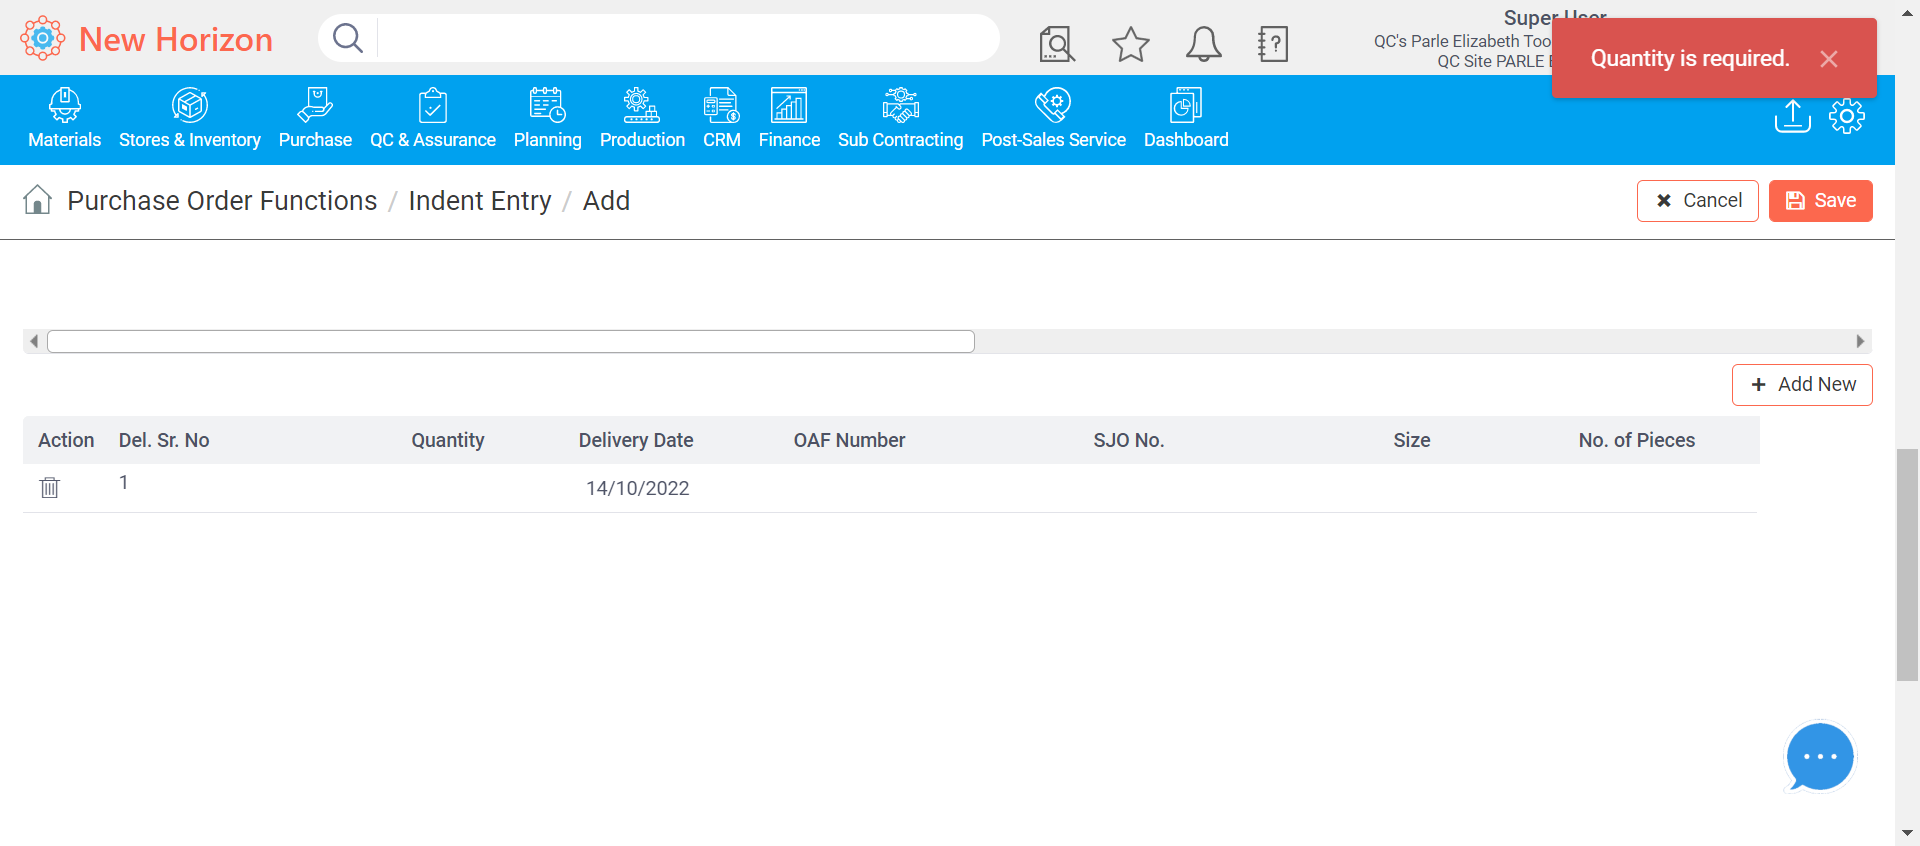 New Horizon
Super User
QC's Parle Elizabeth Too
QC Site PARLE
Quantity is required.
Materials
Stores & Inventory
Purchase
QC & Assurance
Planning
Production
CRM
Finance
Sub Contracting
Post-Sales Service
Dashboard
Purchase Order Functions / Indent Entry / Add
Cancel
Save
Add New
Action Del. Sr. No Quantity Delivery Date OAF Number SJO No. Size No. of Pieces
1 14/10/2022